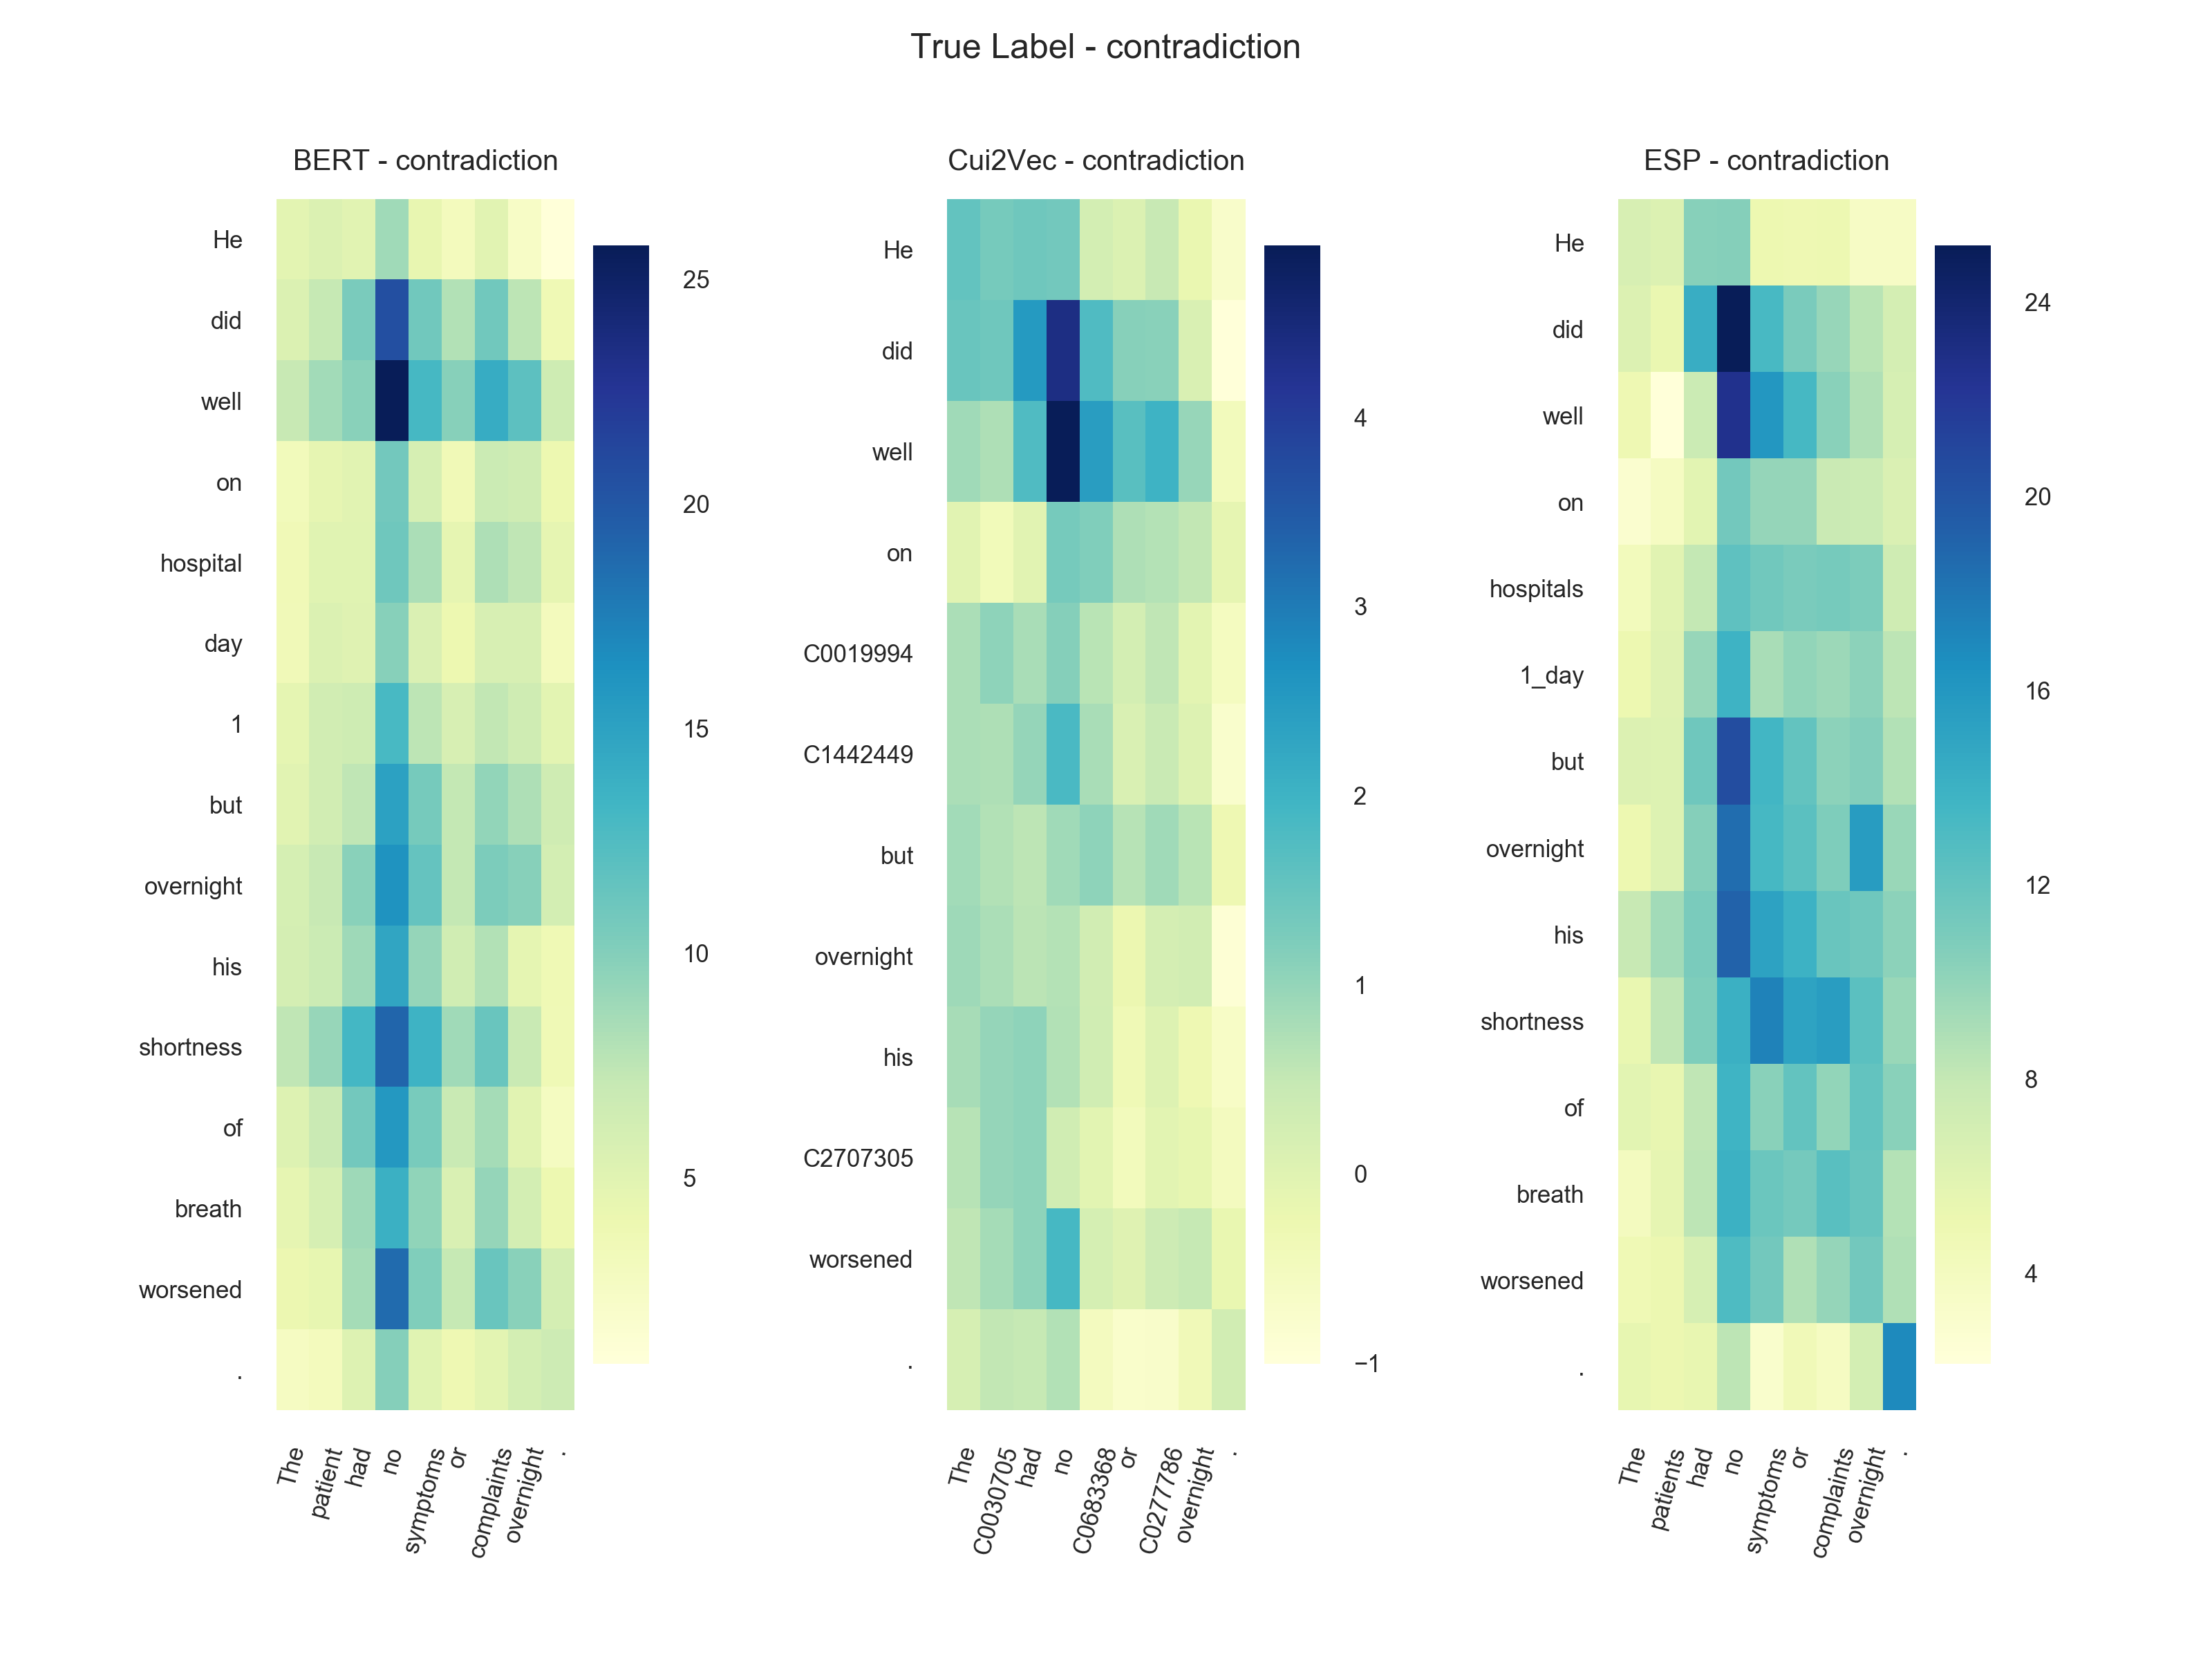 True Label - contradiction
BERT - contradiction
He
did
well
on
hospital
day
1
but
overnight
his
shortness
of
breath
worsened
.
The
patient
had
no
symptoms
or
complaints
overnight
.
25
20
15
10
5
Cui2Vec - contradiction
He
did
well
on
C0019994
C1442449
but
overnight
his
C2707305
worsened
.
The
C0030705
had
no
C0683368
or
C0277786
overnight
.
4
3
2
1
0
−1
ESP - contradiction
He
did
well
on
hospitals
1_day
but
overnight
his
shortness
of
breath
worsened
.
The
patients
had
no
symptoms
or
complaints
overnight
.
24
20
16
12
8
4